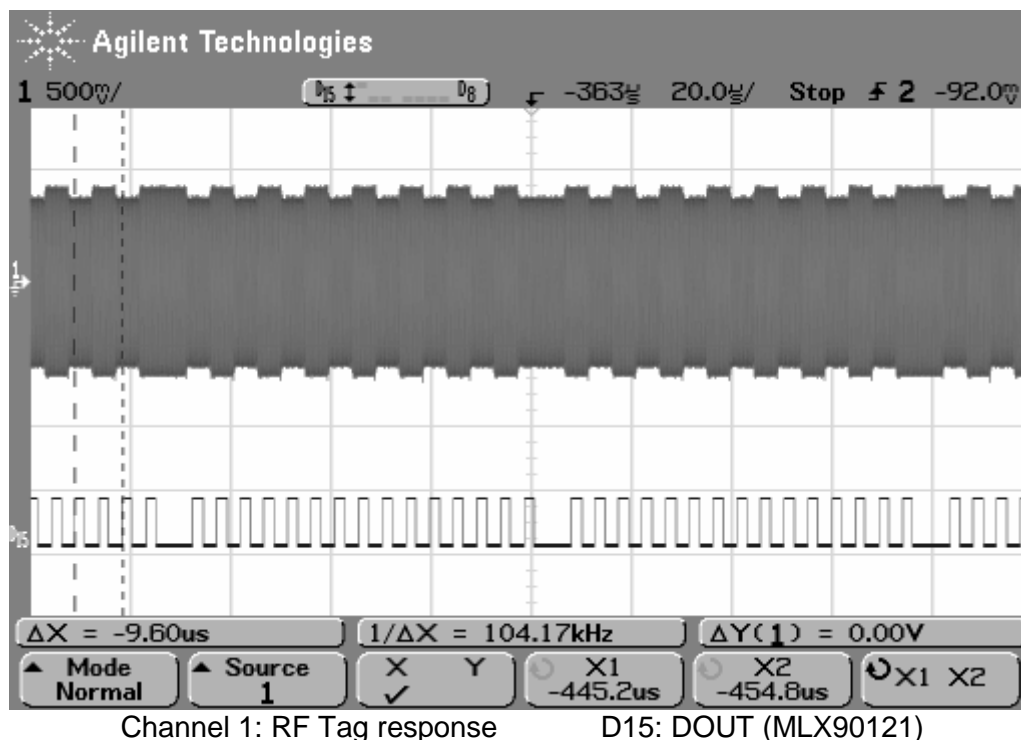 Agilent Technologies
1 500mV/ D15 D8 -363us 20.0us/ Stop 2 -92.0mV
1
D15
ΔX = -9.60us 1/ΔX = 104.17kHz ΔY(1) = 0.00V
Mode Normal Source 1 X Y X1 -445.2us X2 -454.8us X1 X2
Channel 1: RF Tag response D15: DOUT (MLX90121)